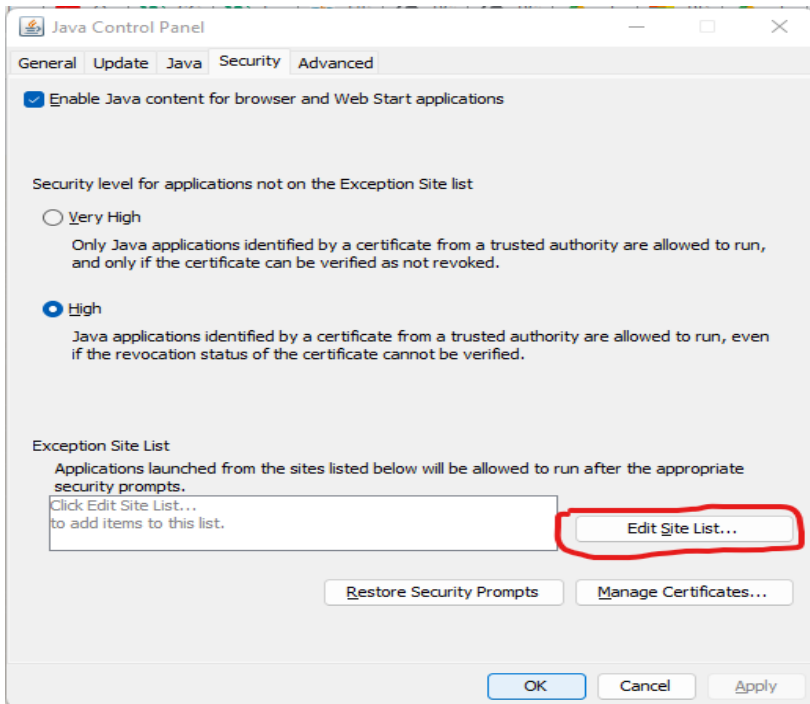 Java Control Panel
General Update Java Security Advanced
Enable Java content for browser and Web Start applications
Security level for applications not on the Exception Site list
Very High
Only Java applications identified by a certificate from a trusted authority are allowed to run,
and only if the certificate can be verified as not revoked.
High
Java applications identified by a certificate from a trusted authority are allowed to run, even
if the revocation status of the certificate cannot be verified.
Exception Site List
Applications launched from the sites listed below will be allowed to run after the appropriate
security prompts.
Click Edit Site List...
to add items to this list.
Edit Site List...
Restore Security Prompts Manage Certificates...
OK Cancel Apply